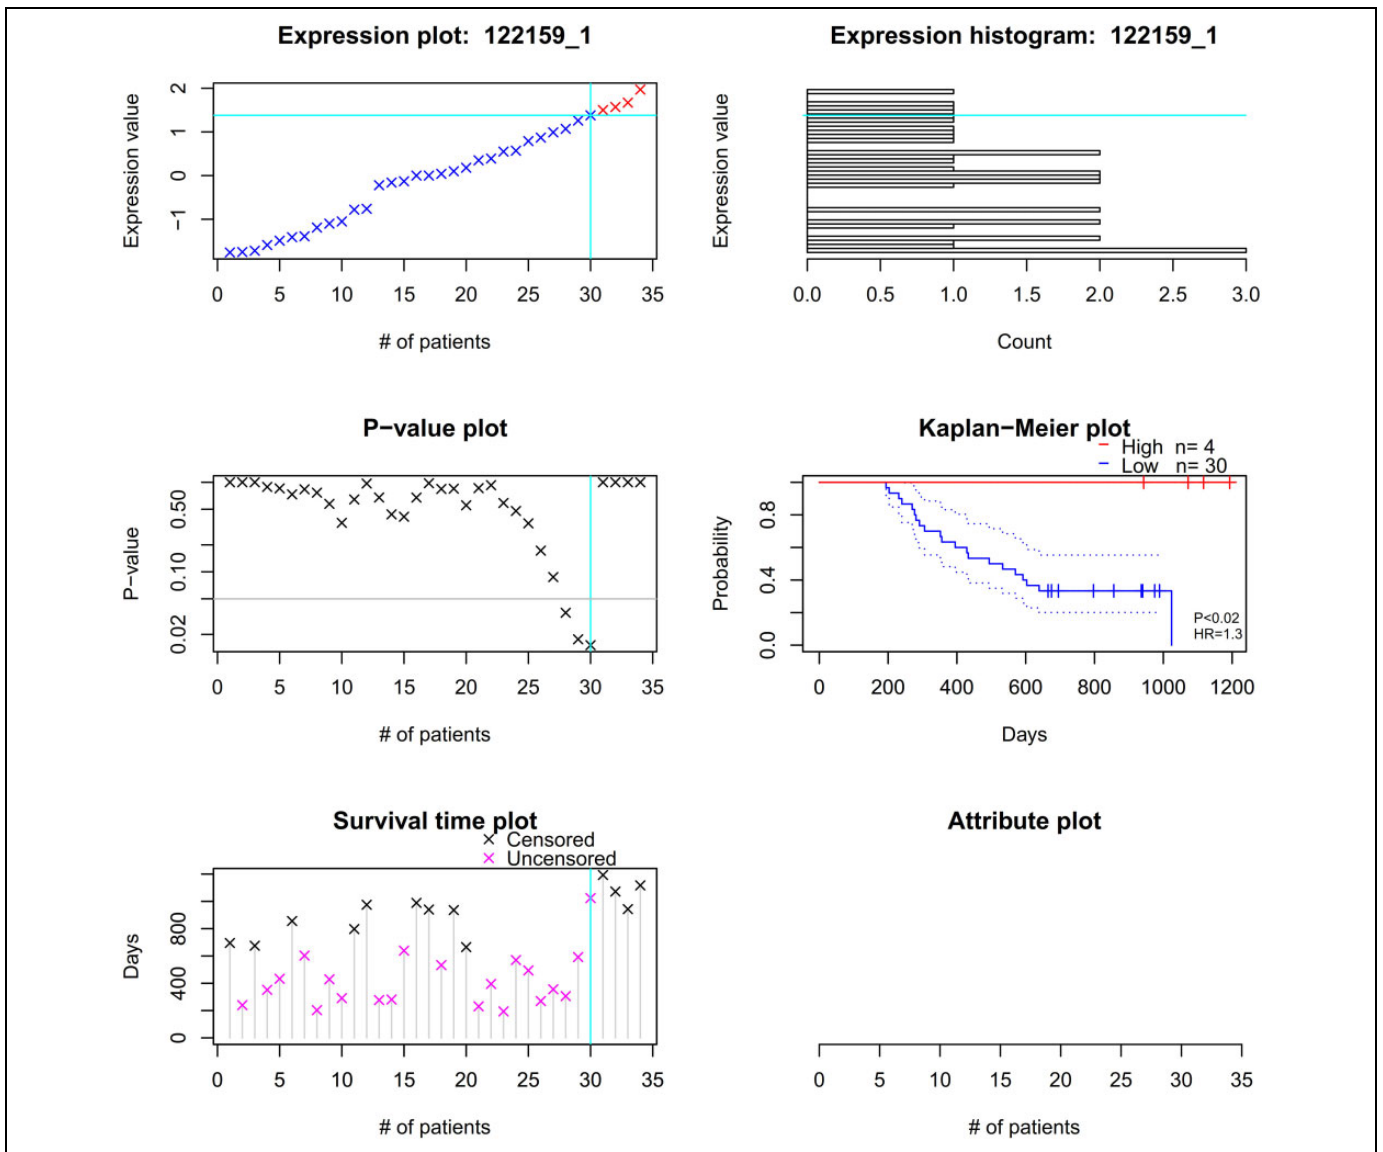 Expression plot: 122159_1
Expression value
2
1
0
−1
0 5 10 15 20 25 30 35
# of patients
Expression histogram: 122159_1
Expression value
0.0 0.5 1.0 1.5 2.0 2.5 3.0
Count
P−value plot
P−value
0.50
0.10
0.02
0 5 10 15 20 25 30 35
# of patients
Kaplan−Meier plot
High n= 4
Low n= 30
Probability
0.8
0.4
0.0
P<0.02
HR=1.3
0 200 400 600 800 1000 1200
Days
Survival time plot
Censored
Uncensored
Days
800
400
0
0 5 10 15 20 25 30 35
# of patients
Attribute plot
0 5 10 15 20 25 30 35
# of patients